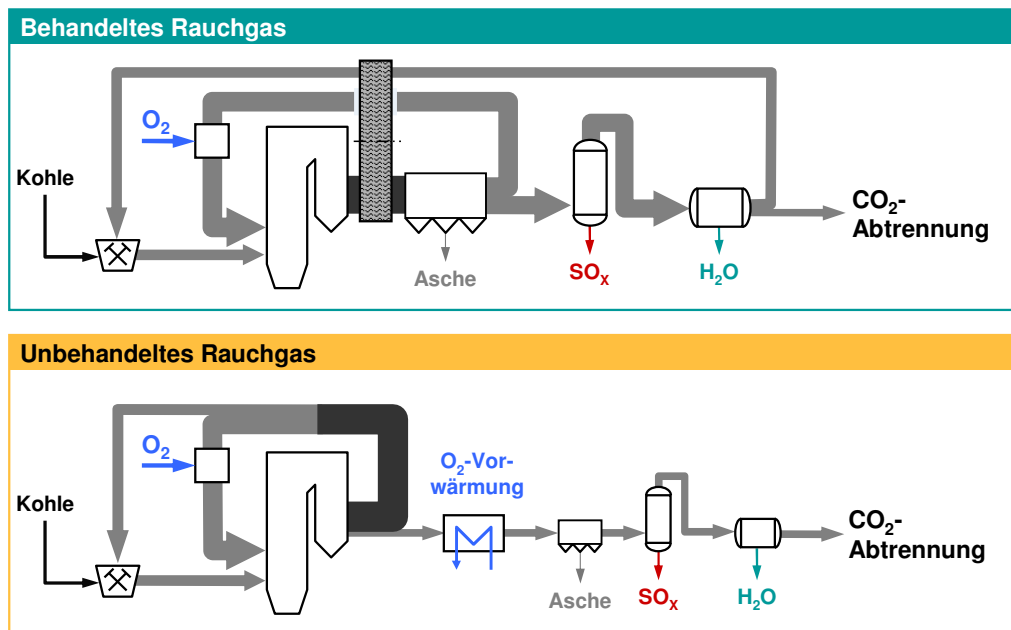 Behandeltes Rauchgas
O₂
Kohle
CO₂-
Abtrennung
Asche
SOₓ
H₂O
Unbehandeltes Rauchgas
O₂
O₂-Vor-
wärmung
Kohle
CO₂-
Abtrennung
Asche
SOₓ
H₂O